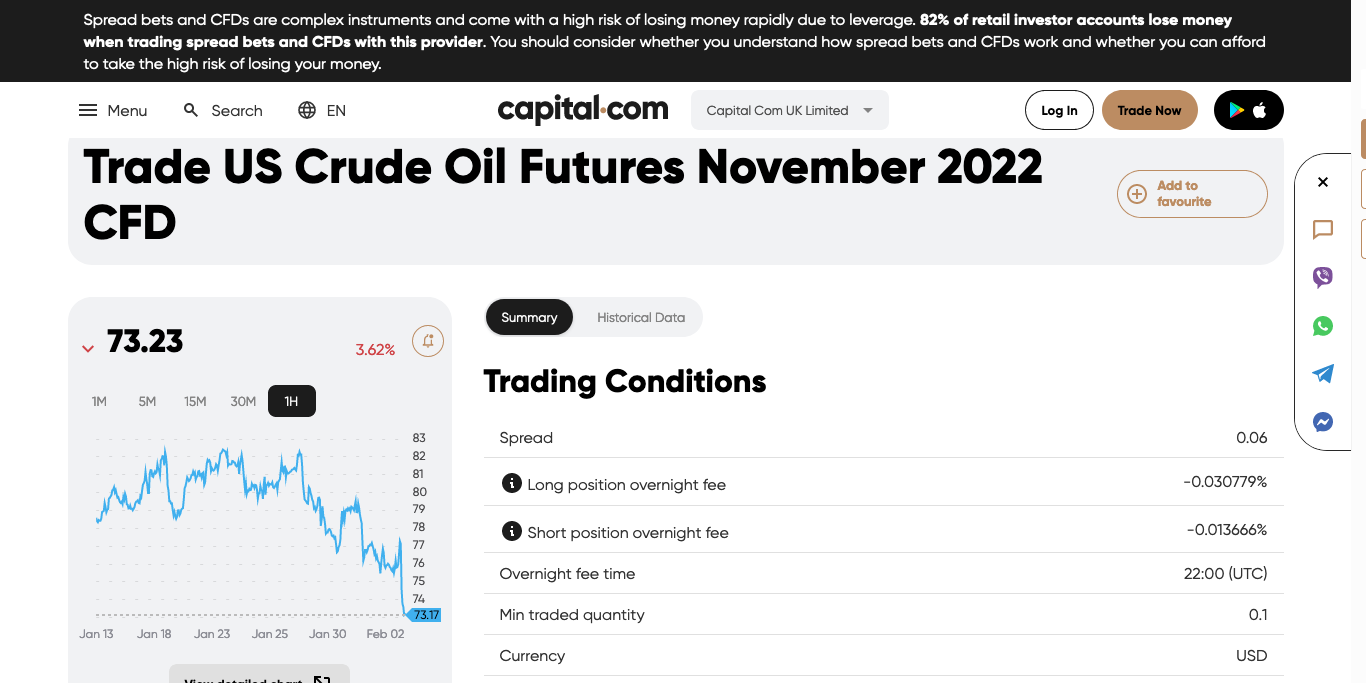 Spread bets and CFDs are complex instruments and come with a high risk of losing money rapidly due to leverage. 82% of retail investor accounts lose money
when trading spread bets and CFDs with this provider. You should consider whether you understand how spread bets and CFDs work and whether you can afford
to take the high risk of losing your money.
Menu
Search
EN
capital.com
Capital Com UK Limited
Log In
Trade Now
Trade US Crude Oil Futures November 2022
CFD
Add to
favourite
73.23
3.62%
1M 5M 15M 30M 1H
83
82
81
80
79
78
77
76
75
74
73.17
Jan 13 Jan 18 Jan 23 Jan 25 Jan 30 Feb 02
View detailed chart
Summary Historical Data
Trading Conditions
Spread 0.06
Long position overnight fee -0.030779%
Short position overnight fee -0.013666%
Overnight fee time 22:00 (UTC)
Min traded quantity 0.1
Currency USD